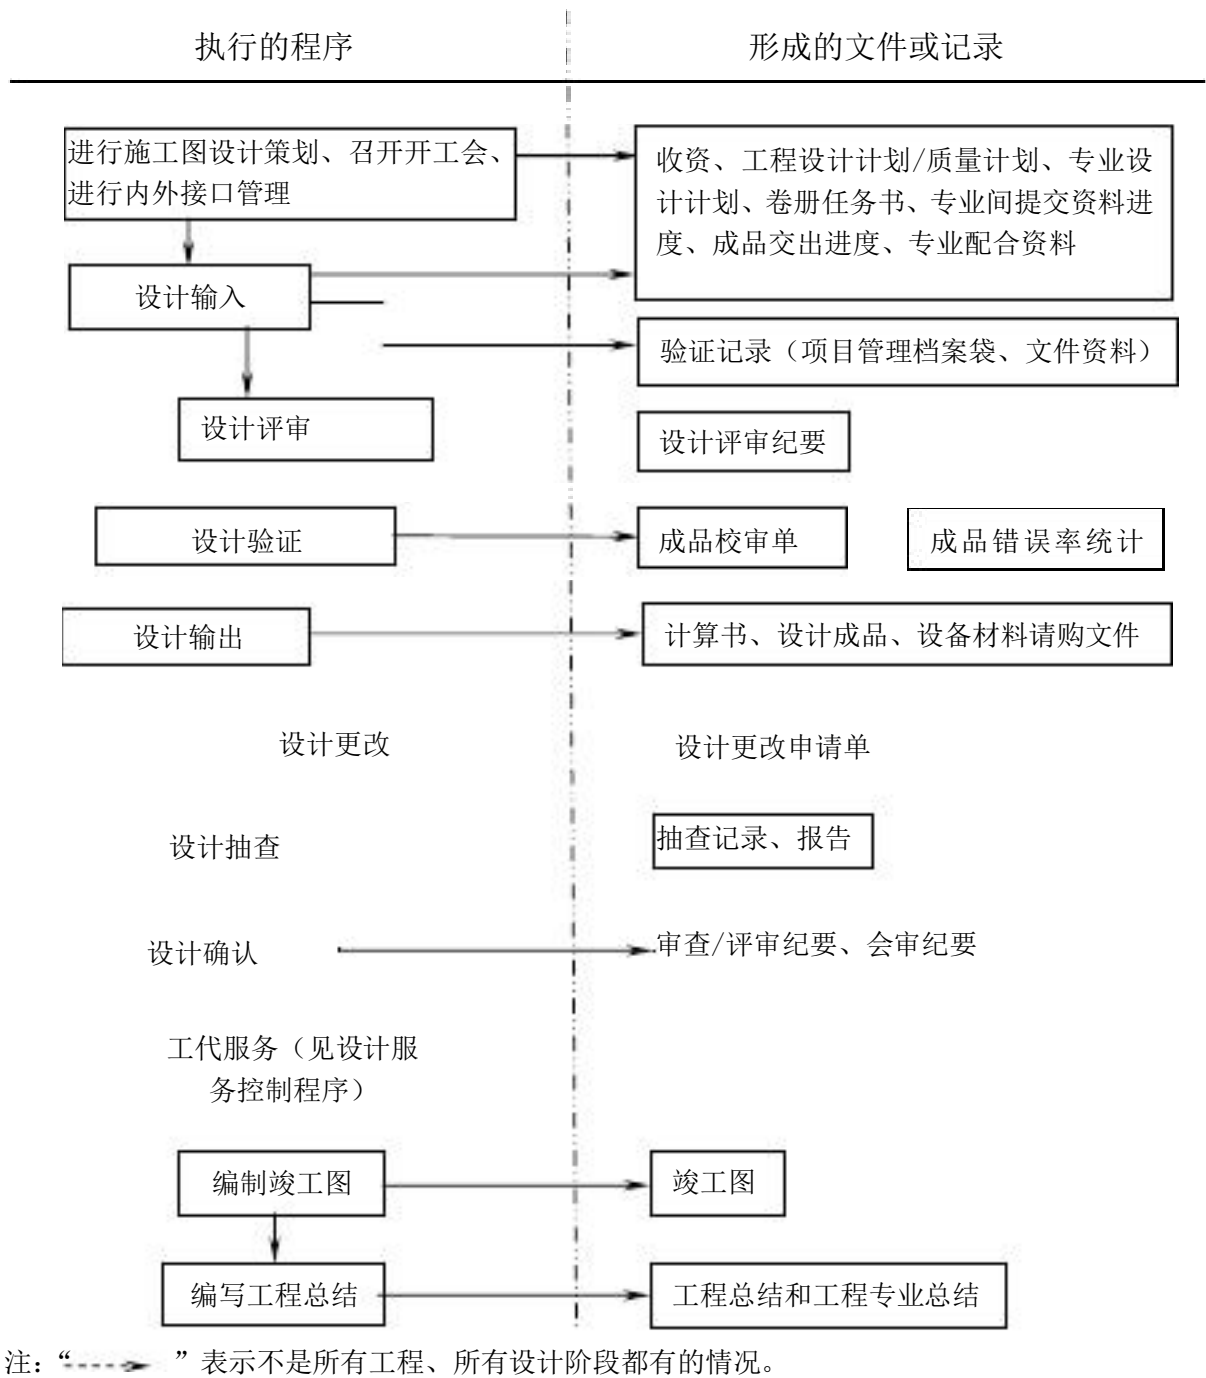 执行的程序
形成的文件或记录
进行施工图设计策划、召开开工会、
进行内外接口管理
收资、工程设计计划/质量计划、专业设
计计划、卷册任务书、专业间提交资料进
度、成品交出进度、专业配合资料
设计输入
验证记录（项目管理档案袋、文件资料）
设计评审
设计评审纪要
设计验证
成品校审单
成品错误率统计
设计输出
计算书、设计成品、设备材料请购文件
设计更改
设计更改申请单
设计抽查
抽查记录、报告
设计确认
审查/评审纪要、会审纪要
工代服务（见设计服
务控制程序）
编制竣工图
竣工图
编写工程总结
工程总结和工程专业总结
注：“ ”表示不是所有工程、所有设计阶段都有的情况。